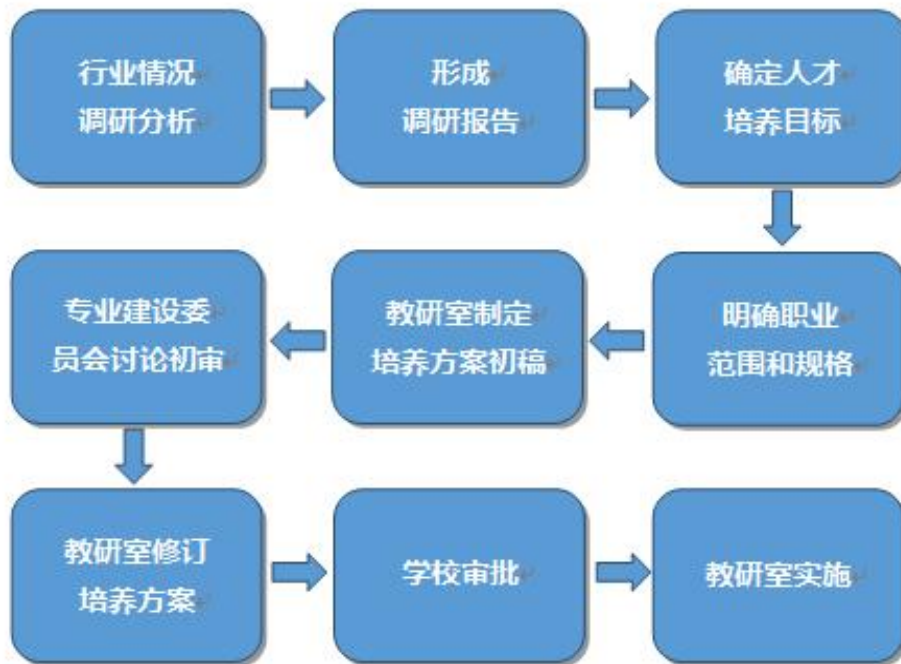 行业情况
调研分析
形成
调研报告
确定人才
培养目标
明确职业
范围和规格
教研室制定
培养方案初稿
专业建设委
员会讨论初审
教研室修订
培养方案
学校审批
教研室实施